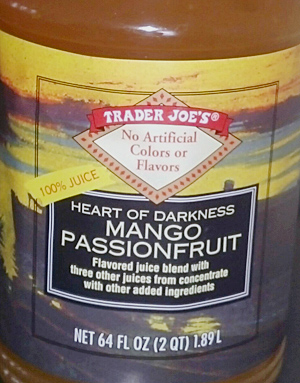 TRADER JOE'S®
No Artificial
Colors or
Flavors
100% JUICE
HEART OF DARKNESS
MANGO
PASSIONFRUIT
Flavored juice blend with
three other juices from concentrate
with other added ingredients
NET 64 FL OZ (2 QT) 1.89 L